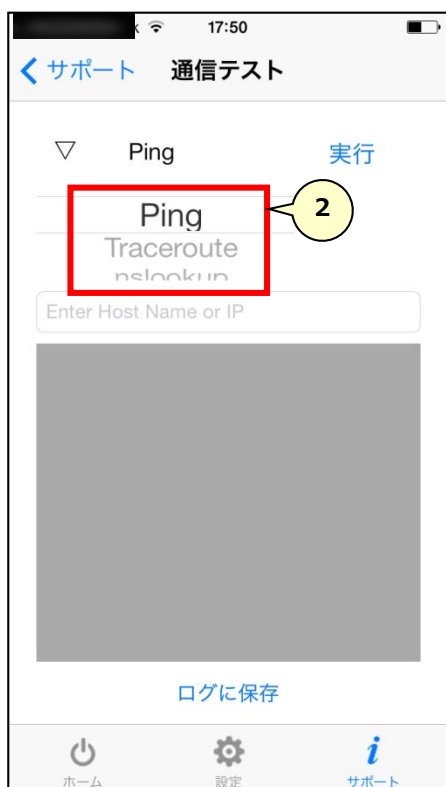 17:50
サポート 通信テスト
▽ Ping 実行
Ping
2
Traceroute
nslookup
Enter Host Name or IP
ログに保存
ホーム 設定 サポート